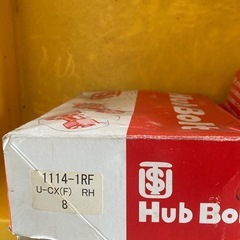 1114-1RF
U-CX(F) RH
8
Hub Bo
Hub Bolt